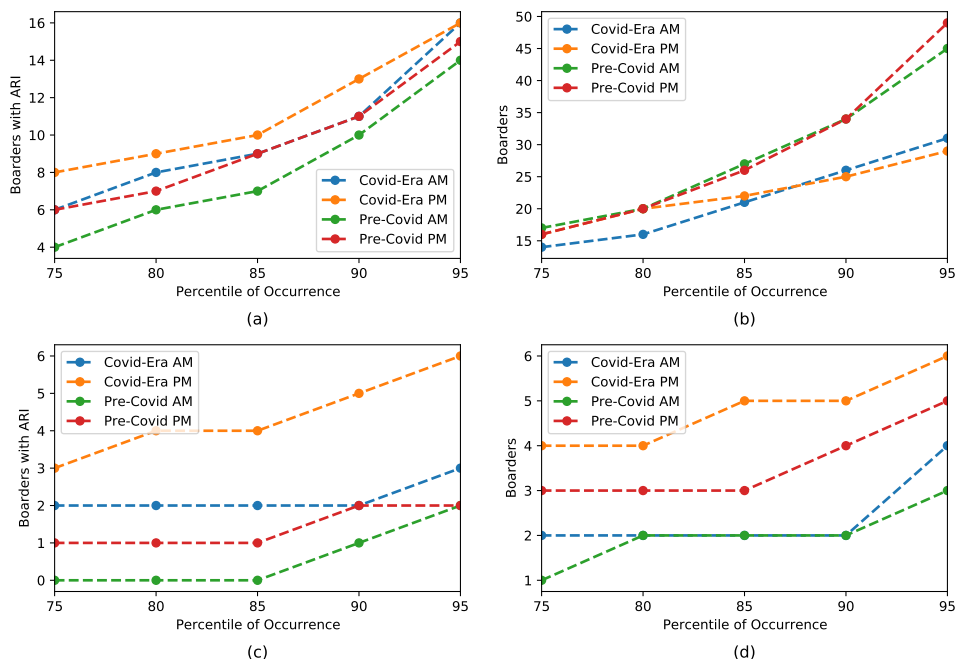 Boarders with ARI
16
14
12
10
8
6
4
Covid-Era AM
Covid-Era PM
Pre-Covid AM
Pre-Covid PM
75 80 85 90 95
Percentile of Occurrence
(a)
Boarders
50
45
40
35
30
25
20
15
Covid-Era AM
Covid-Era PM
Pre-Covid AM
Pre-Covid PM
75 80 85 90 95
Percentile of Occurrence
(b)
Boarders with ARI
6
5
4
3
2
1
0
Covid-Era AM
Covid-Era PM
Pre-Covid AM
Pre-Covid PM
75 80 85 90 95
Percentile of Occurrence
(c)
Boarders
6
5
4
3
2
1
Covid-Era AM
Covid-Era PM
Pre-Covid AM
Pre-Covid PM
75 80 85 90 95
Percentile of Occurrence
(d)